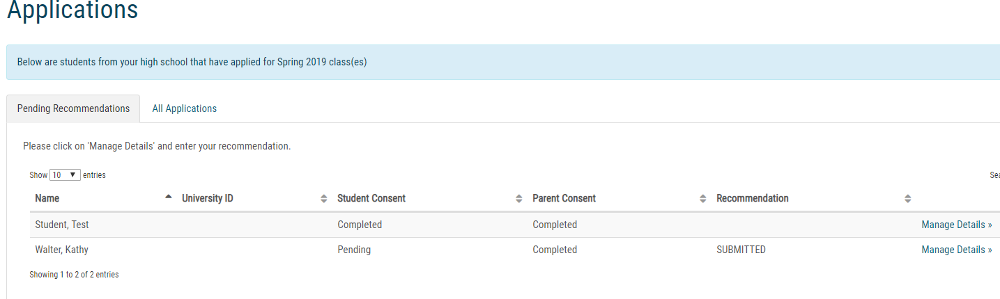 Applications
Below are students from your high school that have applied for Spring 2019 class(es)
Pending Recommendations All Applications
Please click on 'Manage Details' and enter your recommendation.
Show 10 entries
Name University ID Student Consent Parent Consent Recommendation
Student, Test Completed Completed Manage Details »
Walter, Kathy Pending Completed SUBMITTED Manage Details »
Showing 1 to 2 of 2 entries